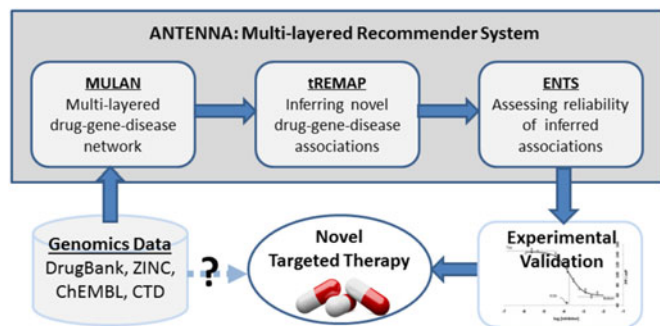 ANTENNA: Multi-layered Recommender System
MULAN
Multi-layered
drug-gene-disease
network
tREMAP
Inferring novel
drug-gene-disease
associations
ENTS
Assessing reliability
of inferred
associations
Genomics Data
DrugBank, ZINC,
ChEMBL, CTD
?
Novel
Targeted Therapy
Experimental
Validation